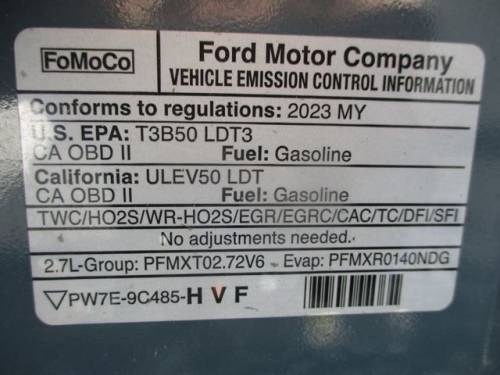 FoMoCo
Ford Motor Company
VEHICLE EMISSION CONTROL INFORMATION
Conforms to regulations: 2023 MY
U.S. EPA: T3B50 LDT3
CA OBD II Fuel: Gasoline
California: ULEV50 LDT
CA OBD II Fuel: Gasoline
TWC/HO2S/WR-HO2S/EGR/EGRC/CAC/TC/DFI/SFI
No adjustments needed.
2.7L-Group: PFMXT02.72V6 Evap: PFMXR0140NDG
▽PW7E-9C485-H V F